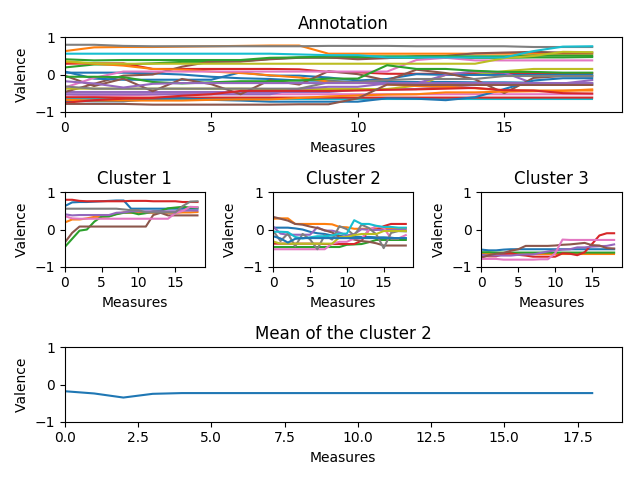 Annotation
Valence
1
0
−1
0 5 10 15
Measures
Cluster 1 Cluster 2 Cluster 3
Valence
1 1 1
0 0 0
−1 −1 −1
0 5 10 15 0 5 10 15 0 5 10 15
Measures Measures Measures
Mean of the cluster 2
Valence
1
0
−1
0.0 2.5 5.0 7.5 10.0 12.5 15.0 17.5
Measures